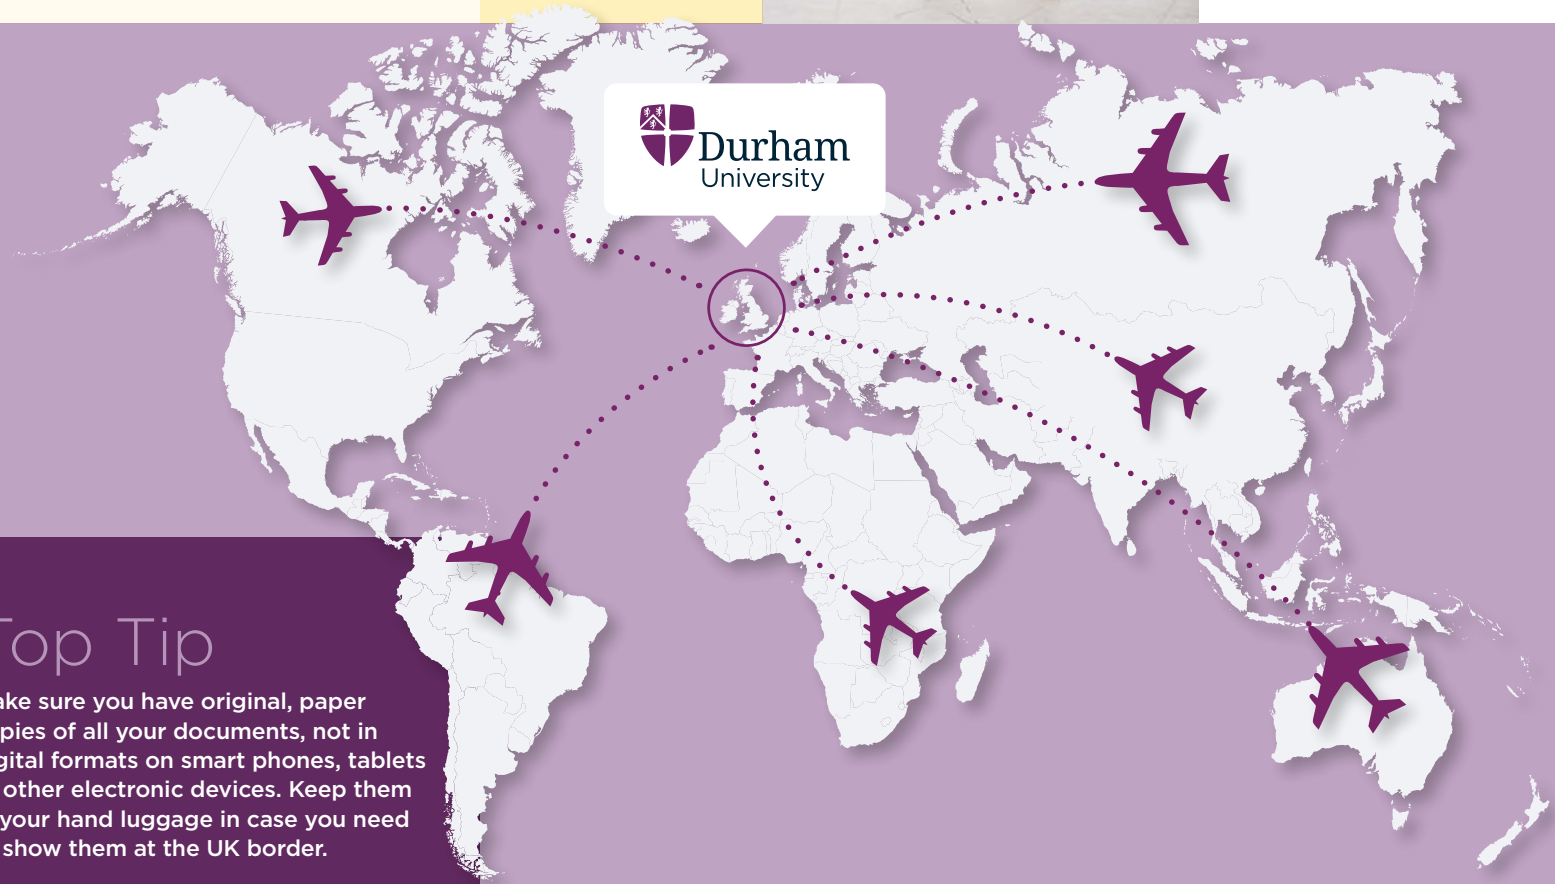 Durham
University
Top Tip
ake sure you have original, paper
pies of all your documents, not in
gital formats on smart phones, tablets
other electronic devices. Keep them
your hand luggage in case you need
show them at the UK border.